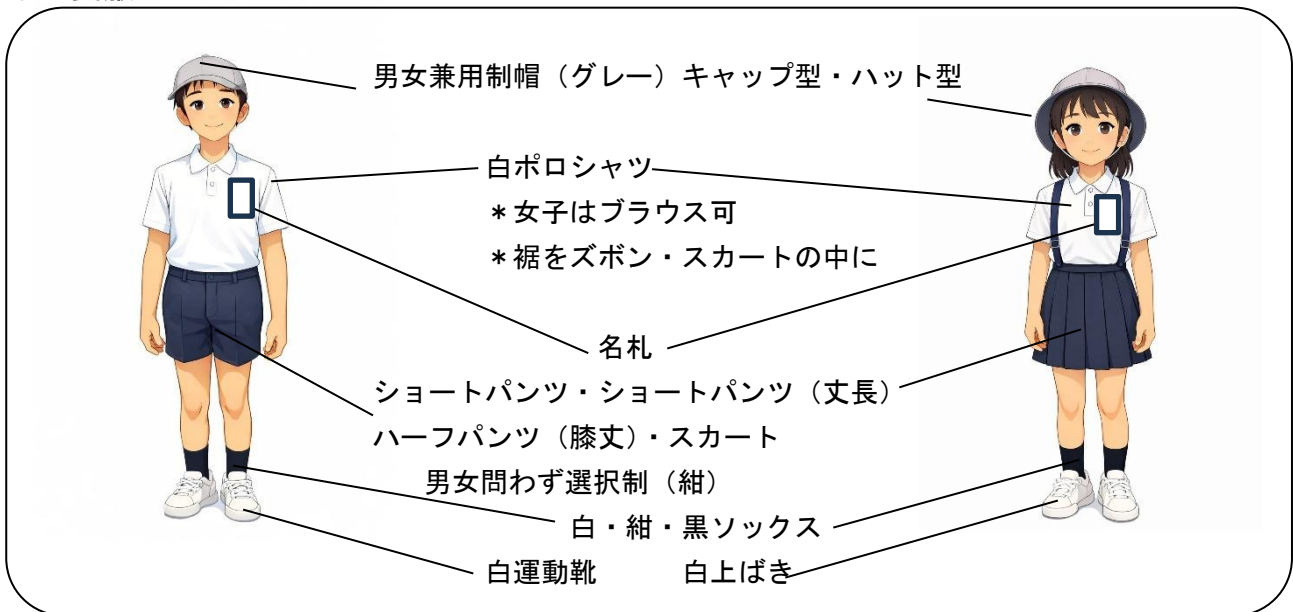 男女兼用制帽(グレー)キャップ型・ハット型
白ポロシャツ
*女子はブラウス可
*裾をズボン・スカートの中に
名札
ショートパンツ・ショートパンツ(丈長)
ハーフパンツ(膝丈)・スカート
男女問わず選択制(紺)
白・紺・黒ソックス
白運動靴 白上ばき